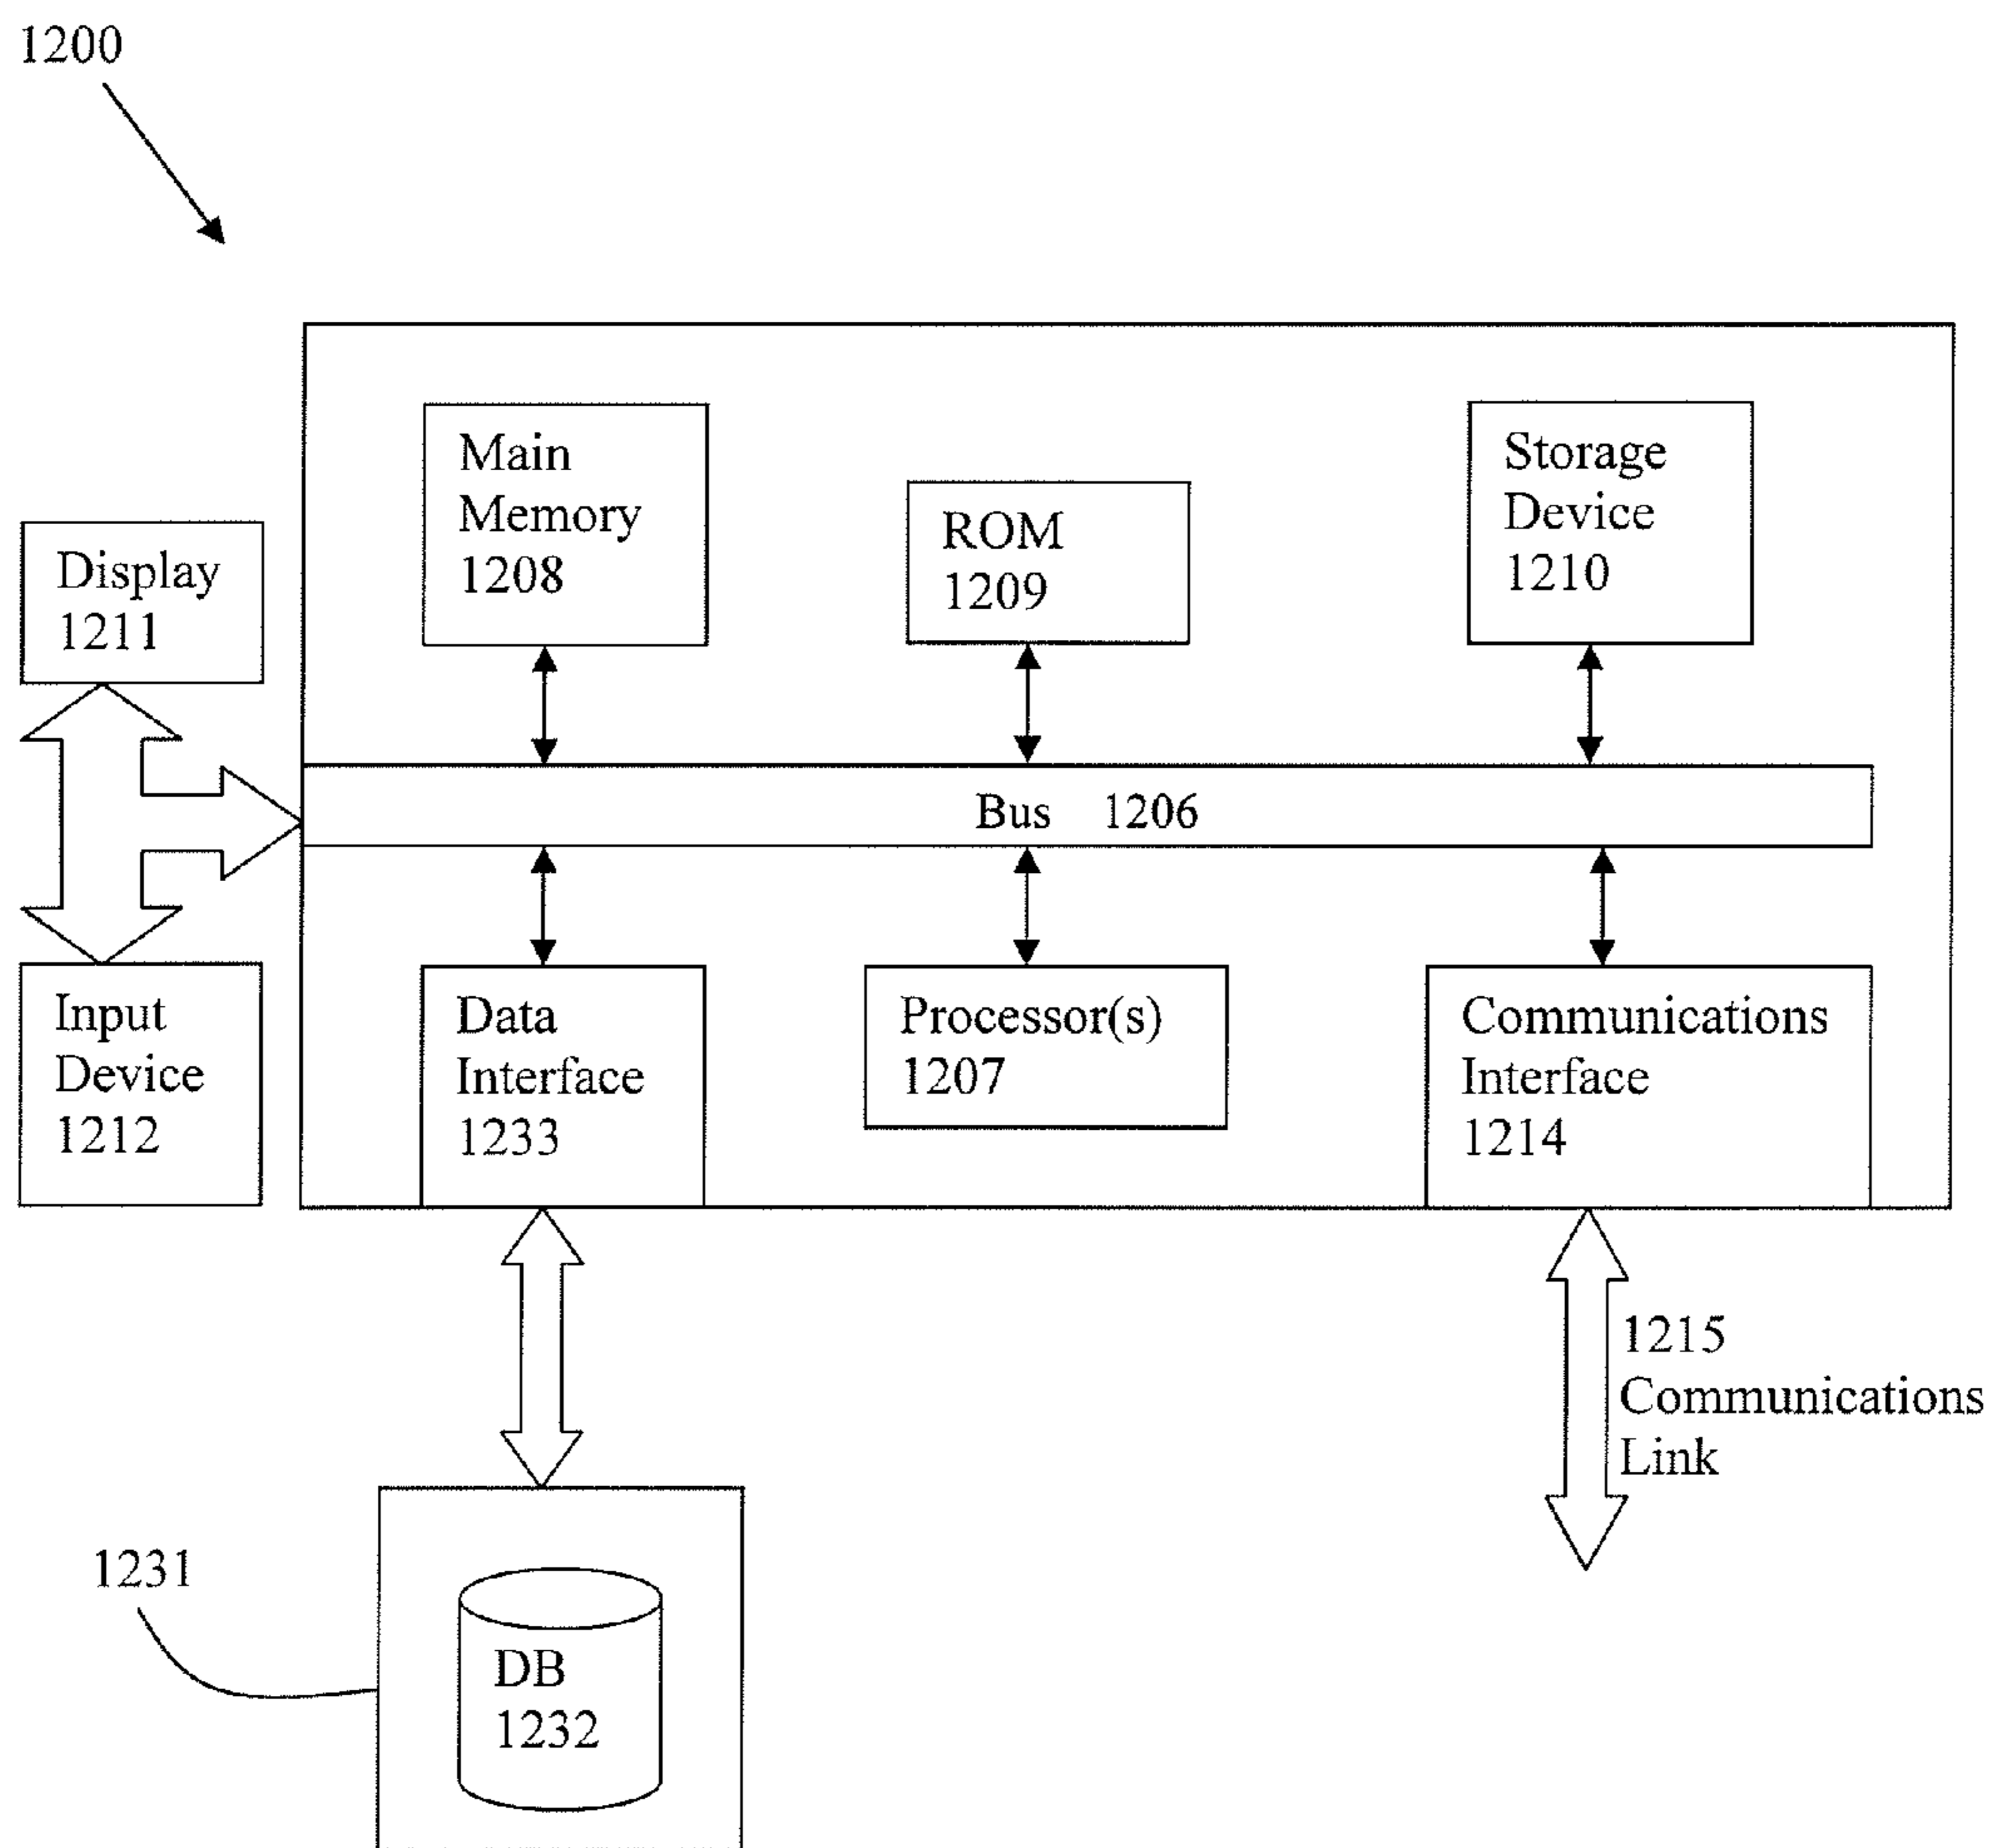 1200
Main
Memory
1208
ROM
1209
Storage
Device
1210
Display
1211
Bus 1206
Input
Device
1212
Data
Interface
1233
Processor(s)
1207
Communications
Interface
1214
1215
Communications
Link
1231
DB
1232